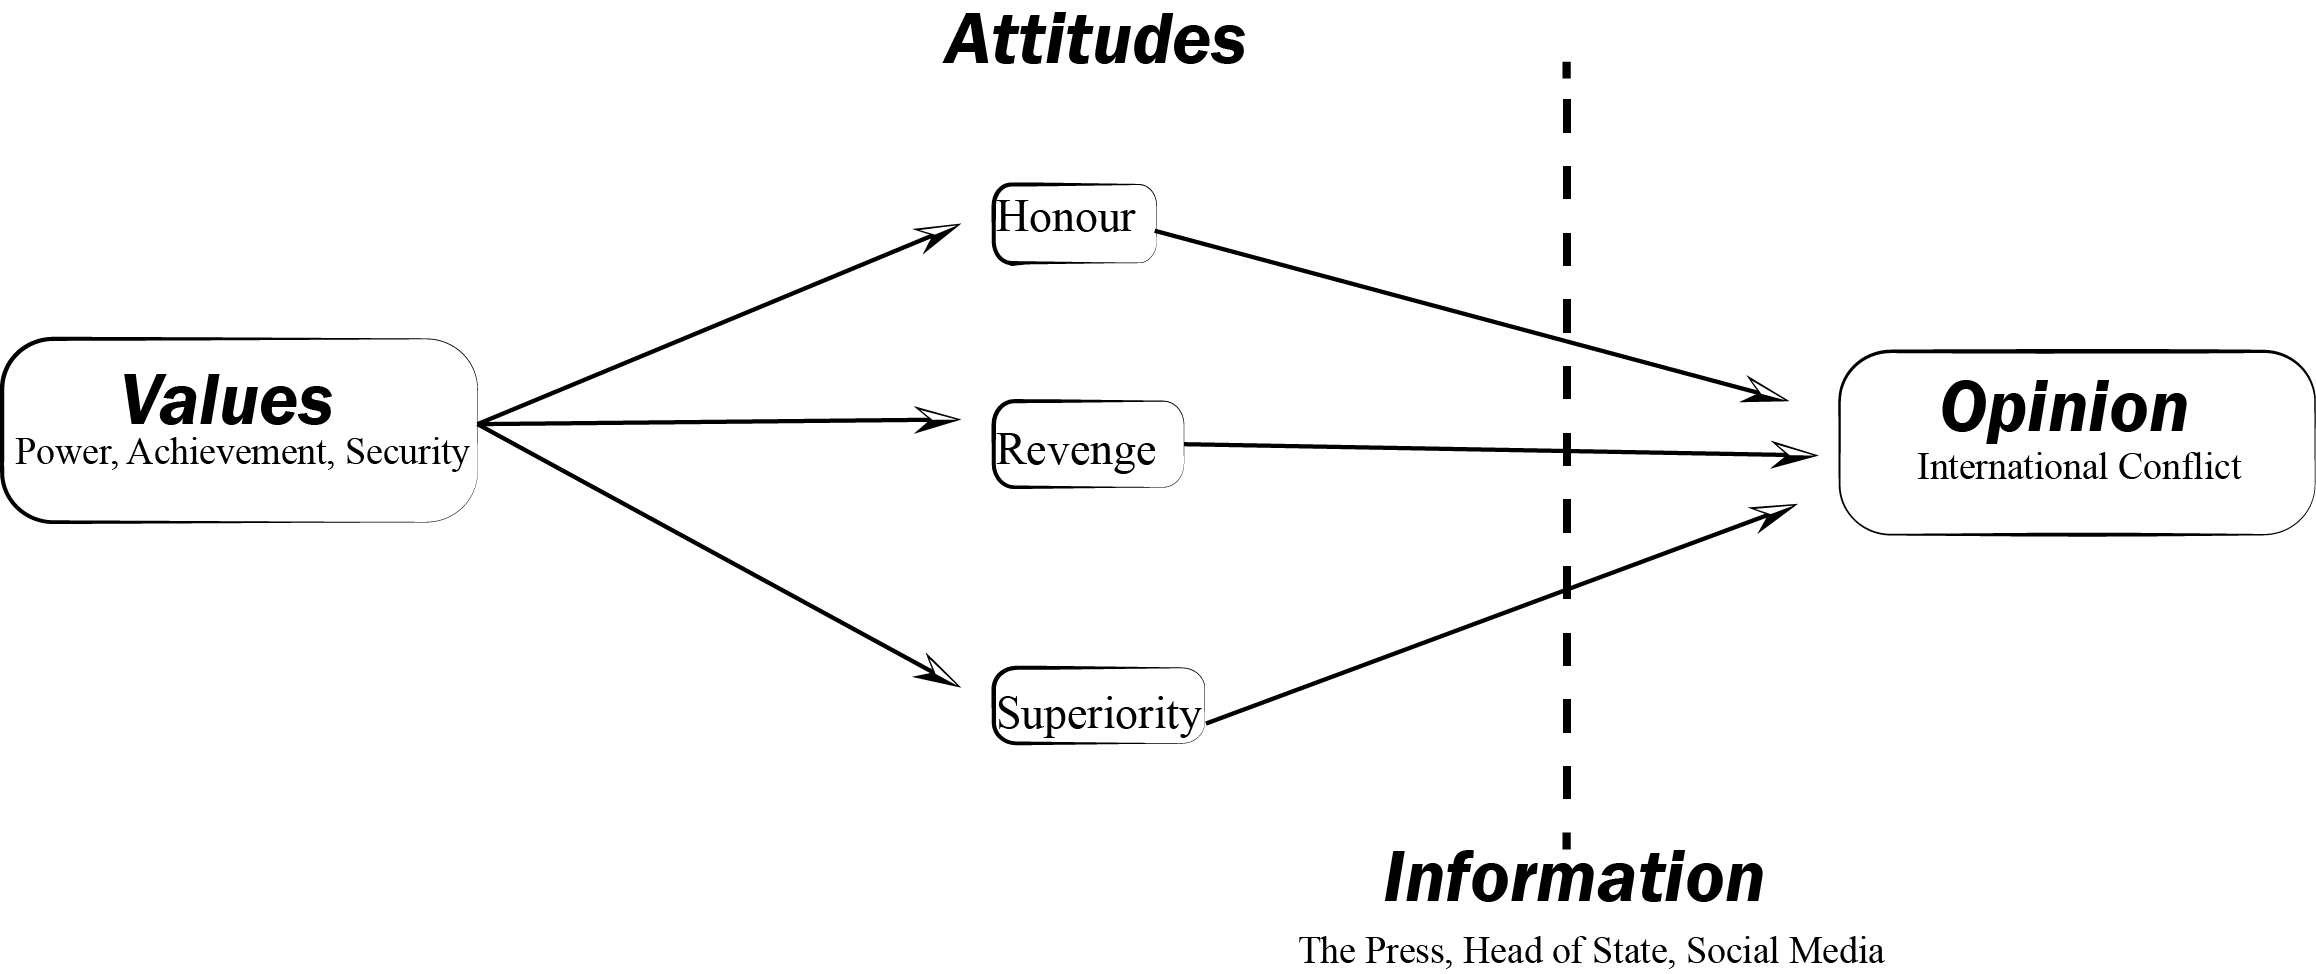 Attitudes
Honour
Values
Power, Achievement, Security
Revenge
Opinion
International Conflict
Superiority
Information
The Press, Head of State, Social Media